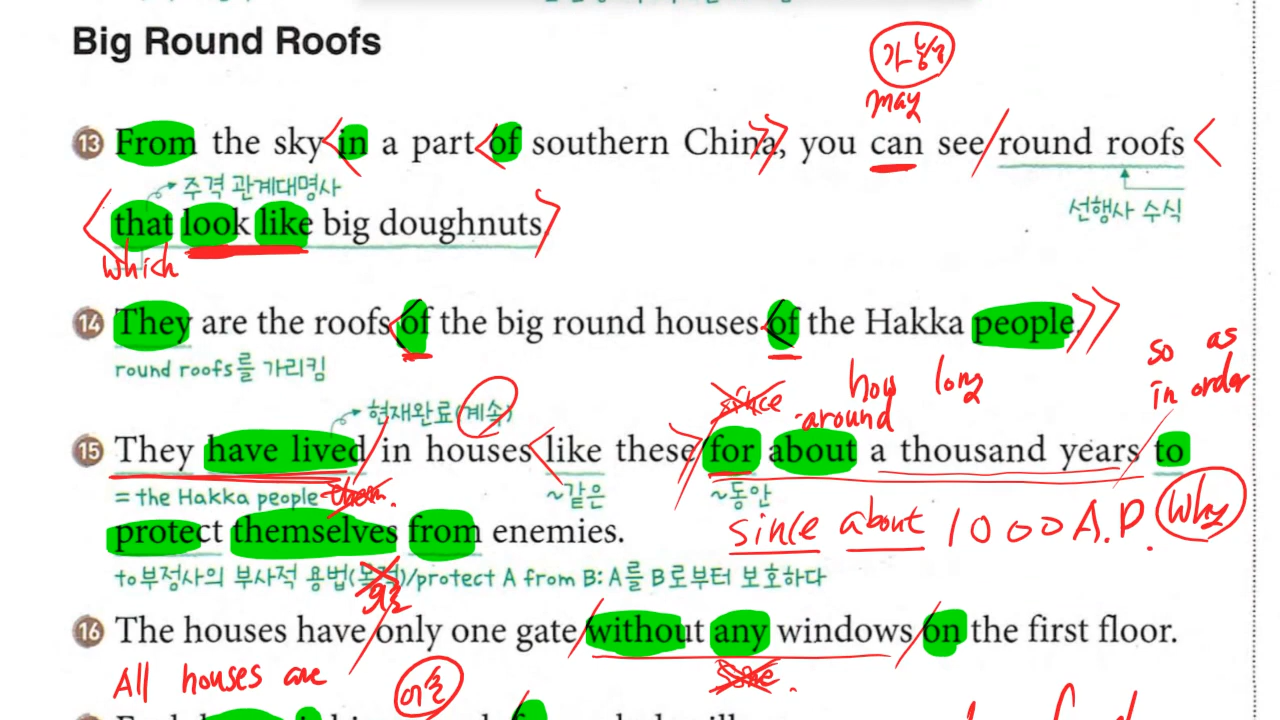 Big Round Roofs
가능
may
13 From the sky in a part of southern China, you can see round roofs
주격 관계대명사
선행사 수식
that look like big doughnuts.
which
14 They are the roofs of the big round houses of the Hakka people.
round roofs를 가리킴
so as
in order
since how long
around
현재완료(계속)
15 They have lived in houses like these for about a thousand years to
= the Hakka people them. ~같은 ~동안
since about 1000 A.D. Why
protect themselves from enemies.
to부정사의 부사적 용법(목적)/protect A from B: A를 B로부터 보호하다
16 The houses have only one gate without any windows on the first floor.
Some.
All houses are